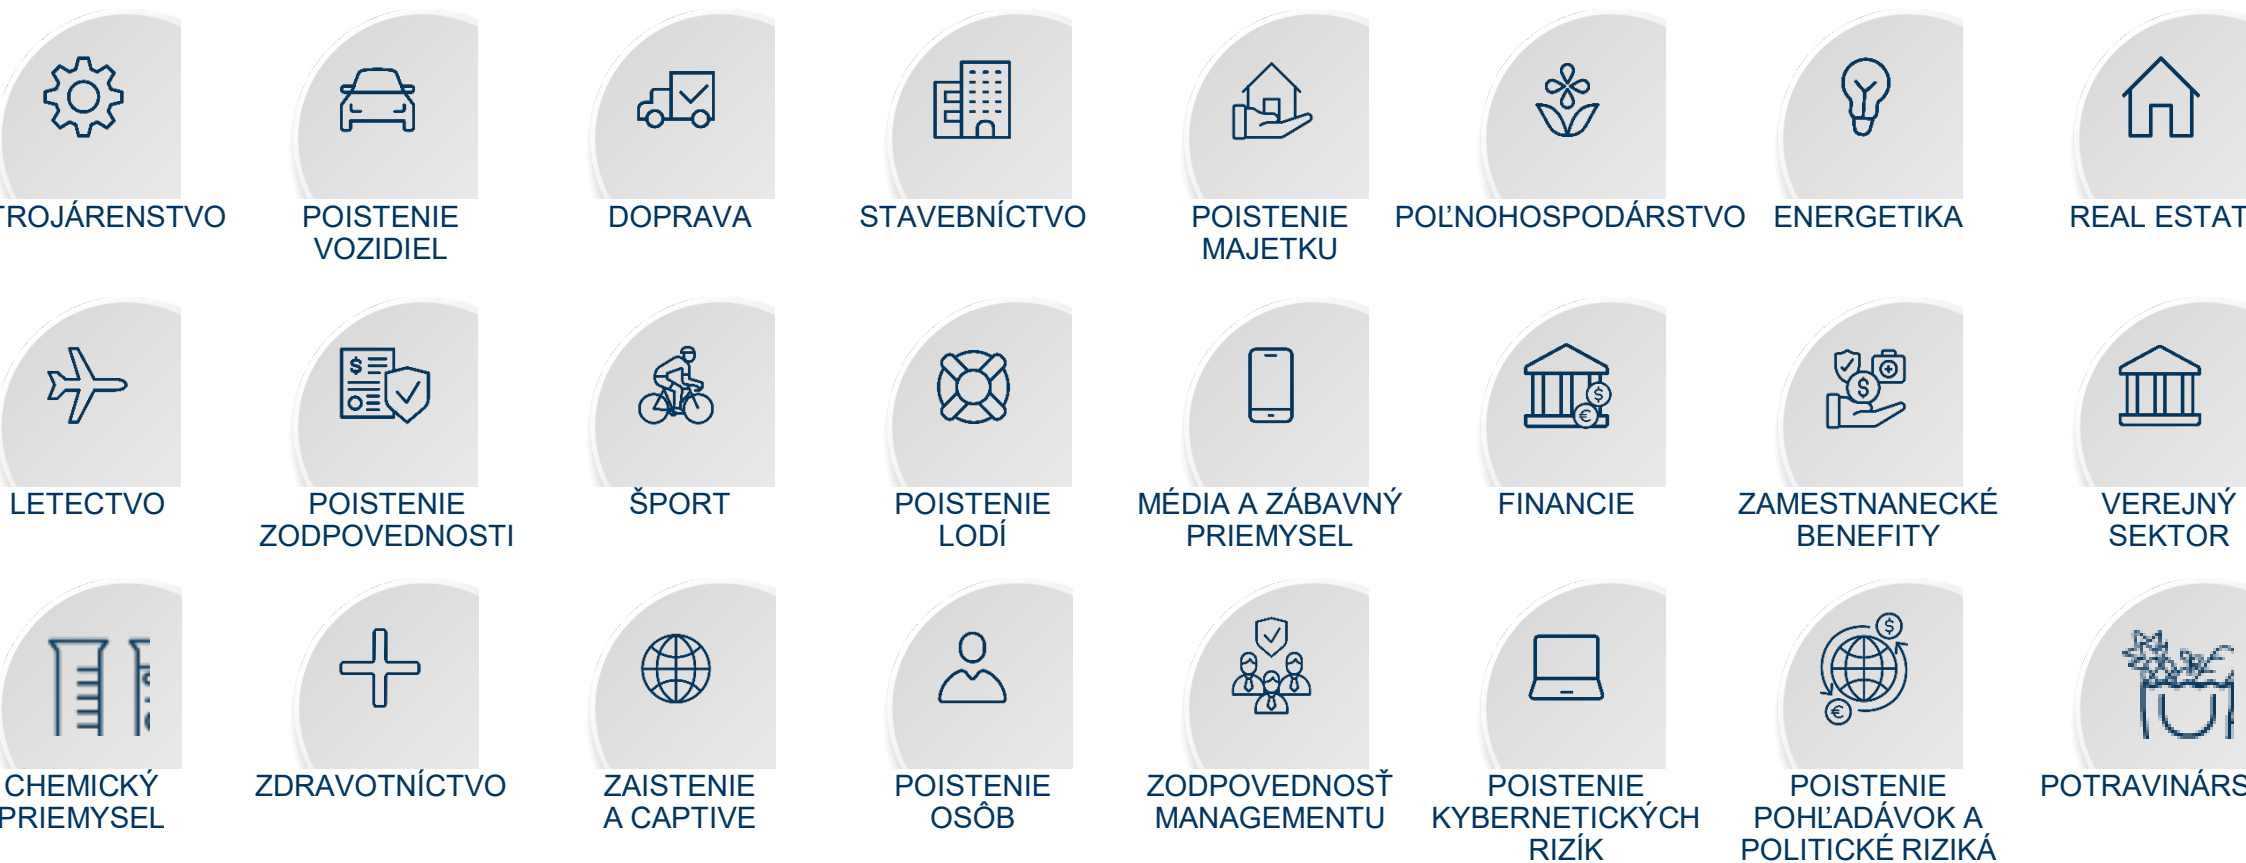 TROJÁRENSTVO
POISTENIE
VOZIDIEL
DOPRAVA
STAVEBNÍCTVO
POISTENIE
MAJETKU
POĽNOHOSPODÁRSTVO
ENERGETIKA
REAL ESTAT
LETECTVO
POISTENIE
ZODPOVEDNOSTI
ŠPORT
POISTENIE
LODÍ
MÉDIA A ZÁBAVNÝ
PRIEMYSEL
FINANCIE
ZAMESTNANECKÉ
BENEFITY
VEREJNÝ
SEKTOR
CHEMICKÝ
PRIEMYSEL
ZDRAVOTNÍCTVO
ZAISTENIE
A CAPTIVE
POISTENIE
OSÔB
ZODPOVEDNOSŤ
MANAGEMENTU
POISTENIE
KYBERNETICKÝCH
RIZÍK
POISTENIE
POHĽADÁVOK A
POLITICKÉ RIZIKÁ
POTRAVINÁRS